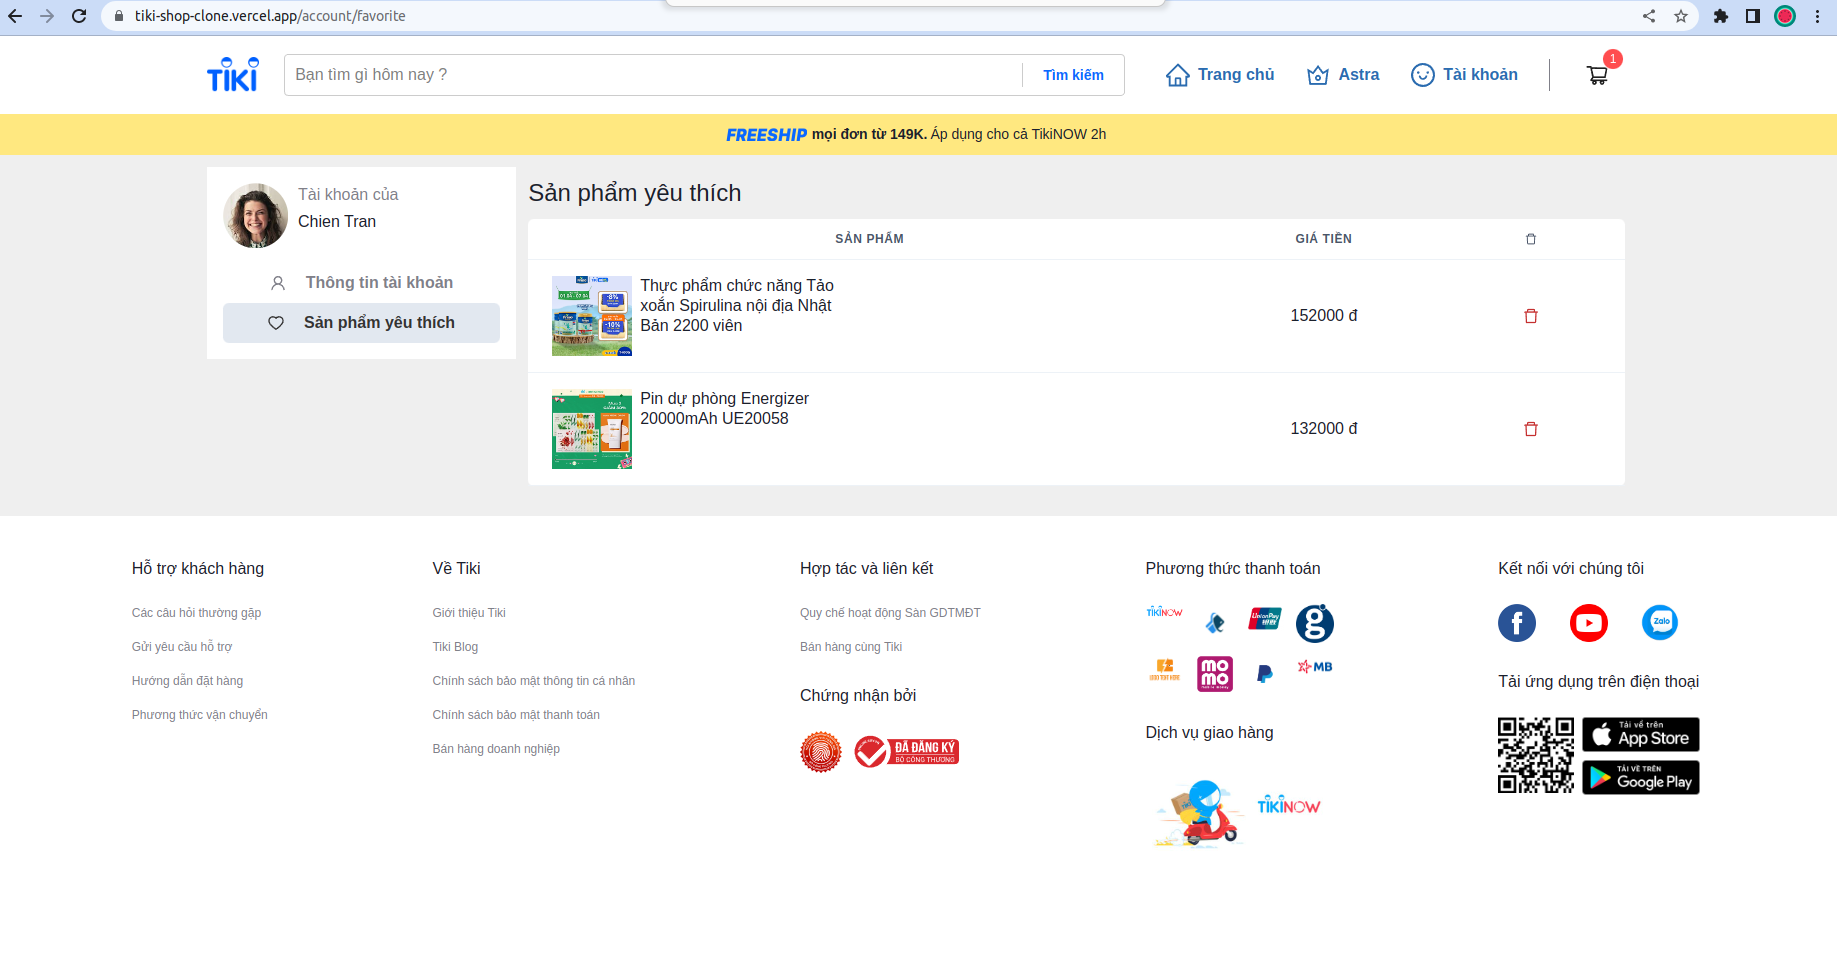 tiki-shop-clone.vercel.app/account/favorite
TIKI
Bạn tìm gì hôm nay ?
Tìm kiếm
Trang chủ
Astra
Tài khoản
1
FREESHIP mọi đơn từ 149K. Áp dụng cho cả TikiNOW 2h
Tài khoản của
Chien Tran
Thông tin tài khoản
Sản phẩm yêu thích
Sản phẩm yêu thích
SẢN PHẨM
GIÁ TIỀN
Thực phẩm chức năng Tảo
xoắn Spirulina nội địa Nhật
Bản 2200 viên
-8%
-10%
152000 đ
Pin dự phòng Energizer
20000mAh UE20058
132000 đ
Hỗ trợ khách hàng
Các câu hỏi thường gặp
Gửi yêu cầu hỗ trợ
Hướng dẫn đặt hàng
Phương thức vận chuyển
Về Tiki
Giới thiệu Tiki
Tiki Blog
Chính sách bảo mật thông tin cá nhân
Chính sách bảo mật thanh toán
Bán hàng doanh nghiệp
Hợp tác và liên kết
Quy chế hoạt động Sàn GDTMĐT
Bán hàng cùng Tiki
Chứng nhận bởi
ĐÃ ĐĂNG KÝ
BỘ CÔNG THƯƠNG
Phương thức thanh toán
TIKINOW
UnionPay
g
mo
mo
MB
Dịch vụ giao hàng
TIKINOW
Kết nối với chúng tôi
Zalo
Tải ứng dụng trên điện thoại
Tải về trên
App Store
TẢI VỀ TRÊN
Google Play